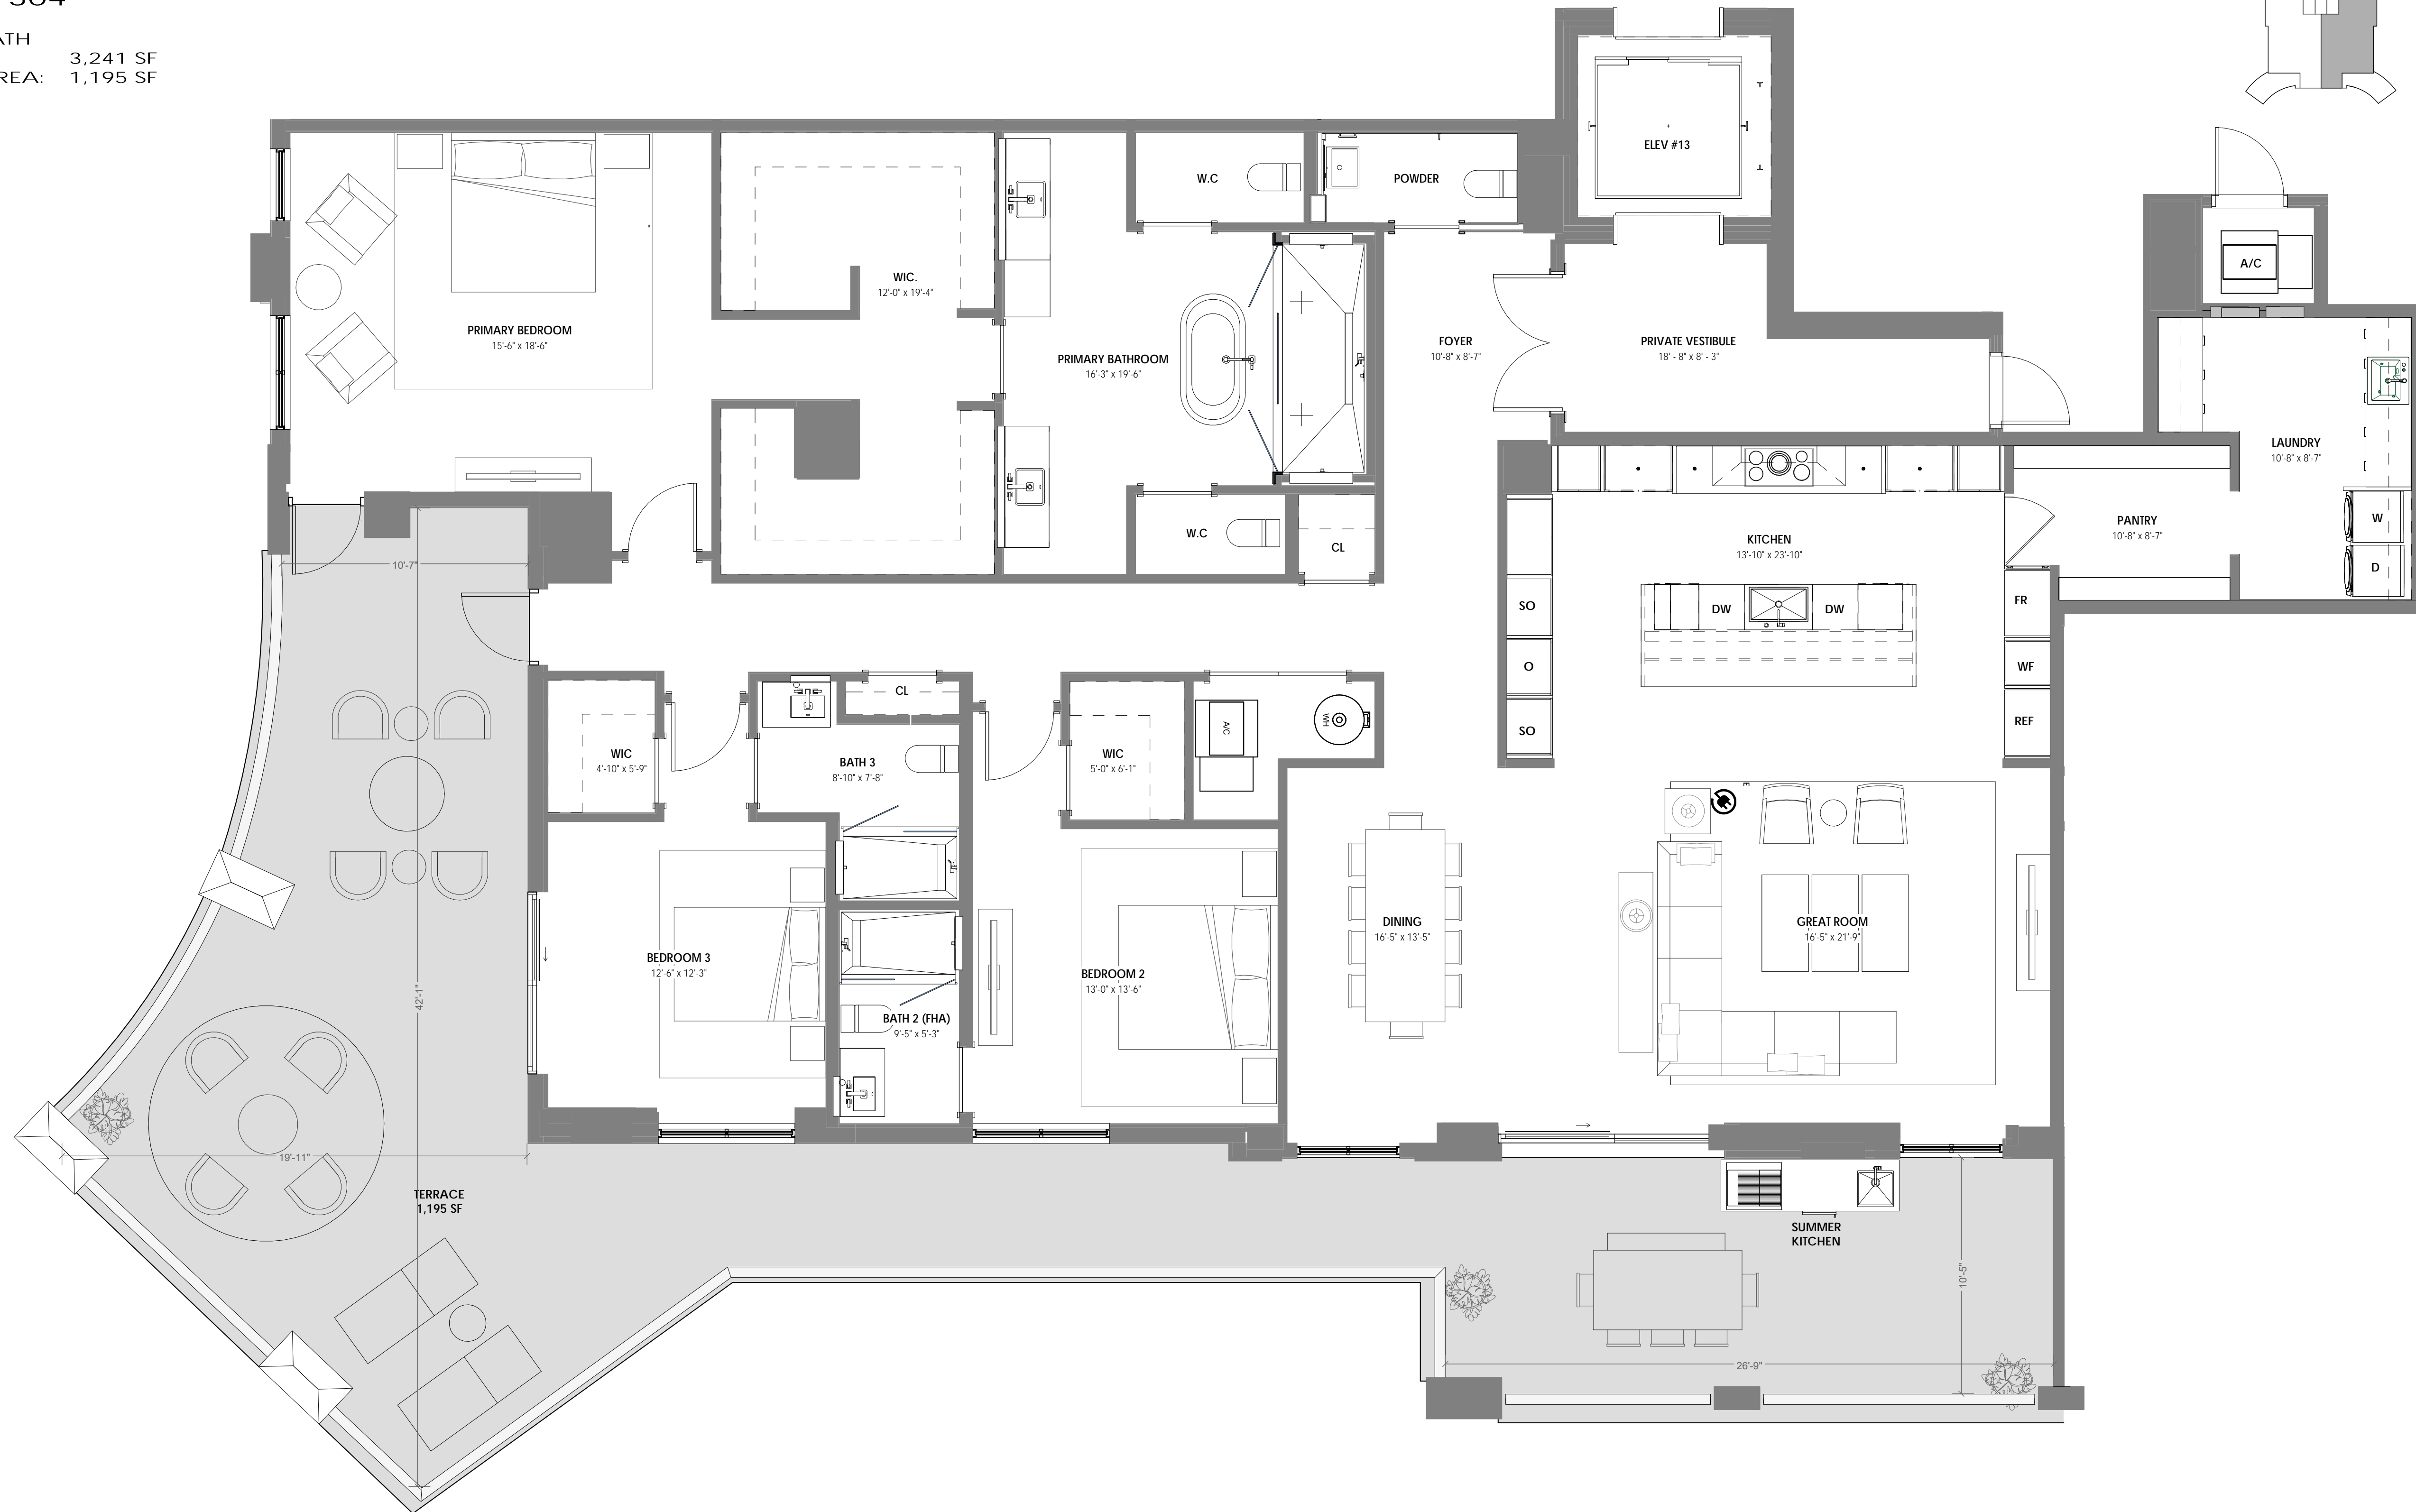 ATH
3,241 SF
REA: 1,195 SF
ELEV #13
W.C
POWDER
A/C
WIC.
12'-0" x 19'-4"
PRIMARY BEDROOM
15'-6" x 18'-6"
PRIMARY BATHROOM
16'-3" x 19'-6"
FOYER
10'-8" x 8'-7"
PRIVATE VESTIBULE
18' - 8" x 8' - 3"
LAUNDRY
10'-8" x 8'-7"
W.C
CL
KITCHEN
13'-10" x 23'-10"
PANTRY
10'-8" x 8'-7"
W
D
10'-7"
SO
DW
DW
FR
O
WF
SO
REF
CL
A/C
WH
WIC
4'-10" x 5'-9"
BATH 3
8'-10" x 7'-8"
WIC
5'-0" x 6'-1"
E
DINING
16'-5" x 13'-5"
GREAT ROOM
16'-5" x 21'-9"
BEDROOM 3
12'-6" x 12'-3"
BEDROOM 2
13'-0" x 13'-6"
42'-1"
BATH 2 (FHA)
9'-5" x 5'-3"
19'-11"
TERRACE
1,195 SF
SUMMER
KITCHEN
10'-5"
26'-9"